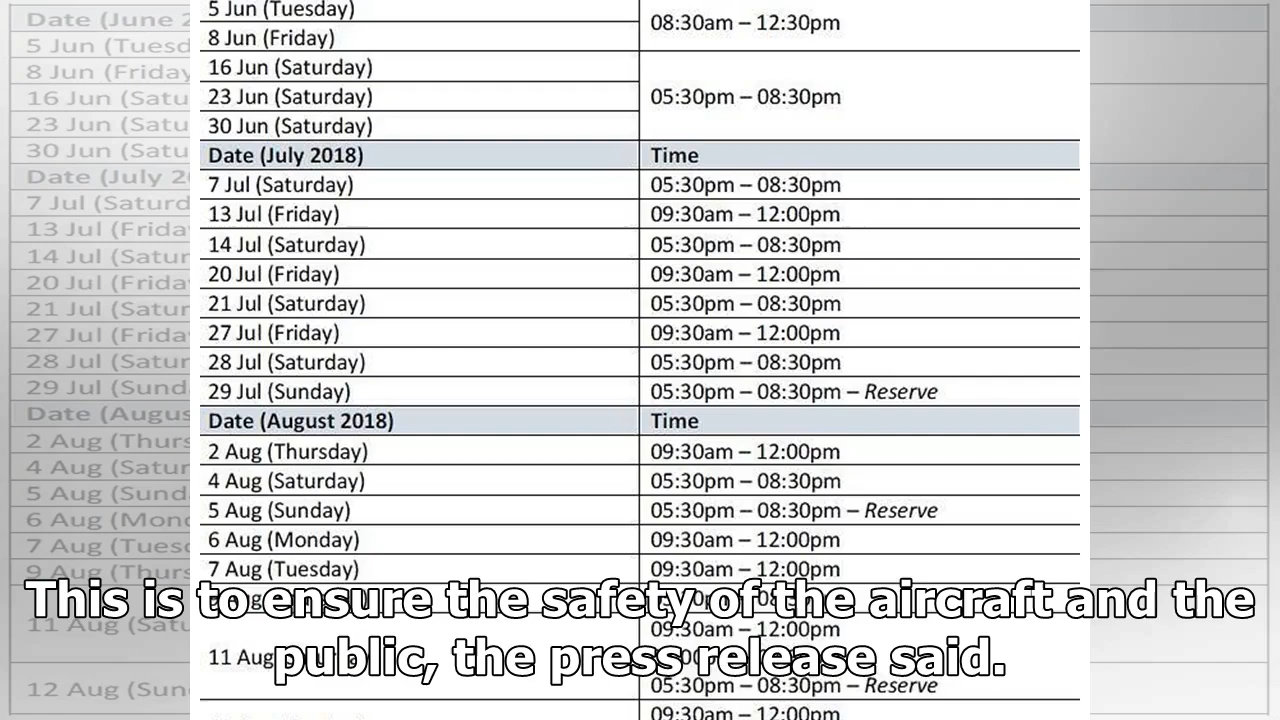 5 Jun (Tuesday)
08:30am – 12:30pm
8 Jun (Friday)
16 Jun (Saturday)
23 Jun (Saturday)
05:30pm – 08:30pm
30 Jun (Saturday)
Date (July 2018) Time
7 Jul (Saturday) 05:30pm – 08:30pm
13 Jul (Friday) 09:30am – 12:00pm
14 Jul (Saturday) 05:30pm – 08:30pm
20 Jul (Friday) 09:30am – 12:00pm
21 Jul (Saturday) 05:30pm – 08:30pm
27 Jul (Friday) 09:30am – 12:00pm
28 Jul (Saturday) 05:30pm – 08:30pm
29 Jul (Sunday) 05:30pm – 08:30pm – Reserve
Date (August 2018) Time
2 Aug (Thursday) 09:30am – 12:00pm
4 Aug (Saturday) 05:30pm – 08:30pm
5 Aug (Sunday) 05:30pm – 08:30pm – Reserve
6 Aug (Monday) 09:30am – 12:00pm
7 Aug (Tuesday) 09:30am – 12:00pm
This is to ensure the safety of the aircraft and the
09:30am – 12:00pm
11 Aug
public, the press release said.
05:30pm – 08:30pm – Reserve
09:30am – 12:00pm